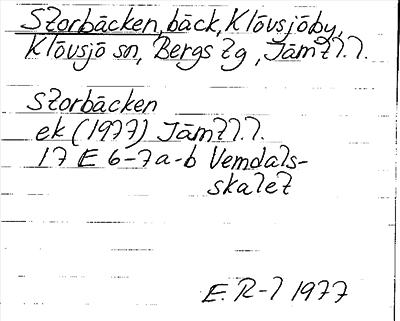 Storbäcken, bäck, Klövsjöby,
Klövsjö sn, Bergs tg, Jämtl.l.
Storbäcken
ek (1977) Jämtl.l.
17 E 6-7a-b Vemdals-
skalet
E. R-l 1977